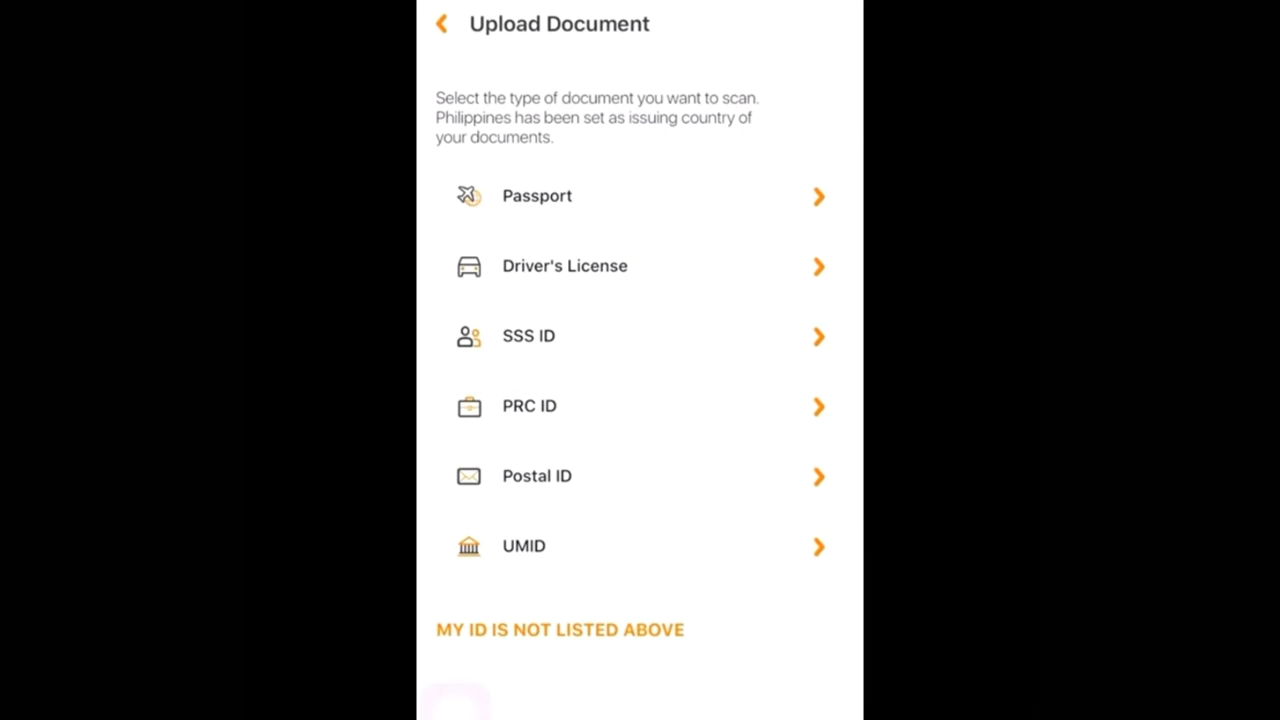 Upload Document
Select the type of document you want to scan.
Philippines has been set as issuing country of
your documents.
Passport
Driver's License
SSS ID
PRC ID
Postal ID
UMID
MY ID IS NOT LISTED ABOVE